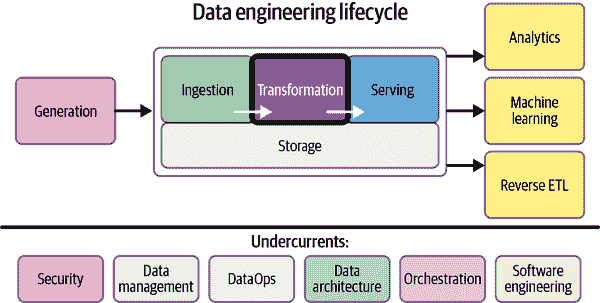 Data engineering lifecycle
Analytics
Ingestion
Transformation
Serving
Generation
Machine
learning
Storage
Reverse ETL
Undercurrents:
Security
Data
management
DataOps
Data
architecture
Orchestration
Software
engineering